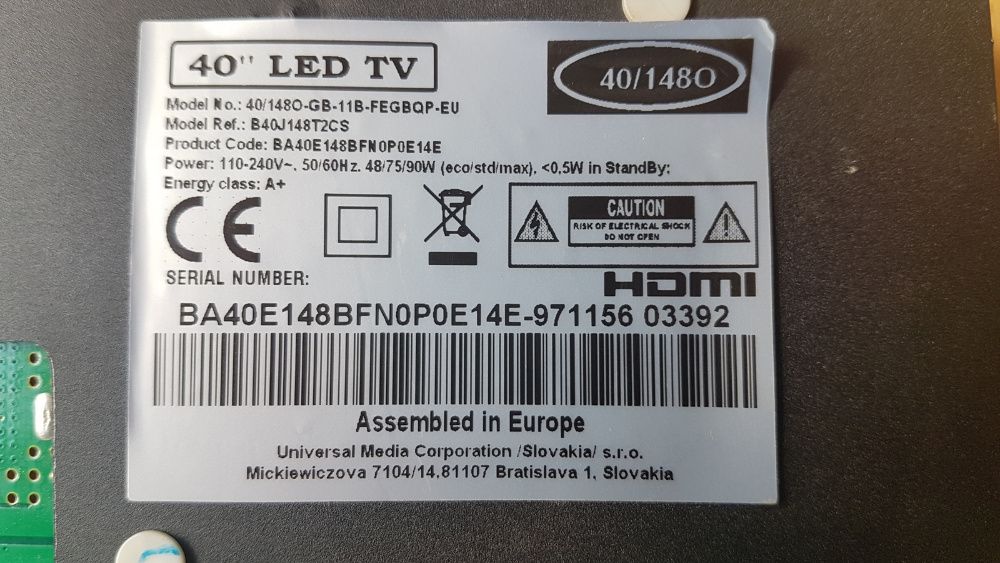 40" LED TV
40/148O
Model No.: 40/148O-GB-11B-FEGBQP-EU
Model Ref.: B40J148T2CS
Product Code: BA40E148BFN0P0E14E
Power: 110-240V~, 50/60Hz, 48/75/90W (eco/std/max), <0,5W in StandBy;
Energy class: A+
CE
CAUTION
RISK OF ELECTRICAL SHOCK
DO NOT OPEN
SERIAL NUMBER:
HDMI
BA40E148BFN0P0E14E-971156 03392
Assembled in Europe
Universal Media Corporation /Slovakia/ s.r.o.
Mickiewiczova 7104/14,81107 Bratislava 1, Slovakia